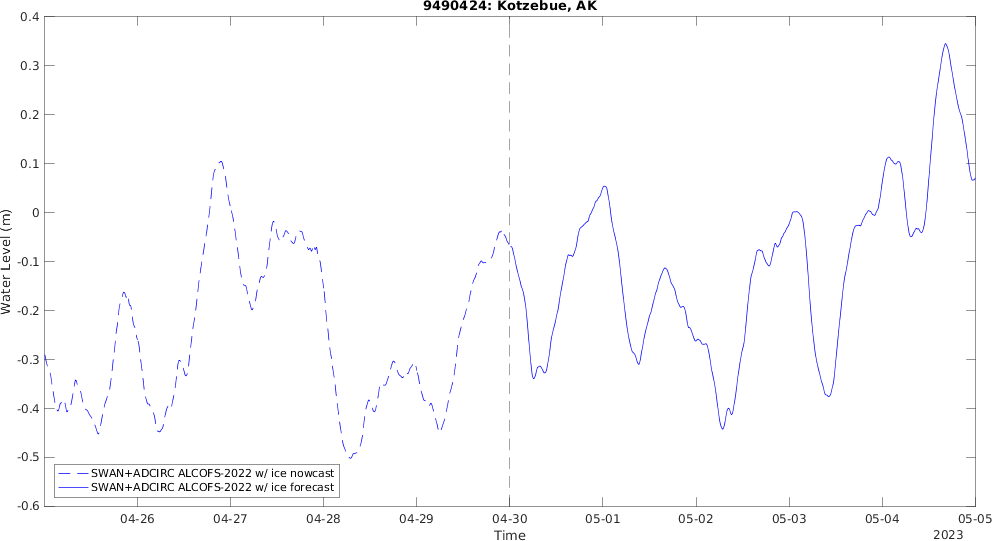 9490424: Kotzebue, AK
0.4
0.3
0.2
0.1
0
-0.1
-0.2
-0.3
-0.4
-0.5
-0.6
Water Level (m)
SWAN+ADCIRC ALCOFS-2022 w/ ice nowcast
SWAN+ADCIRC ALCOFS-2022 w/ ice forecast
04-26 04-27 04-28 04-29 04-30 05-01 05-02 05-03 05-04 05-05
Time
2023